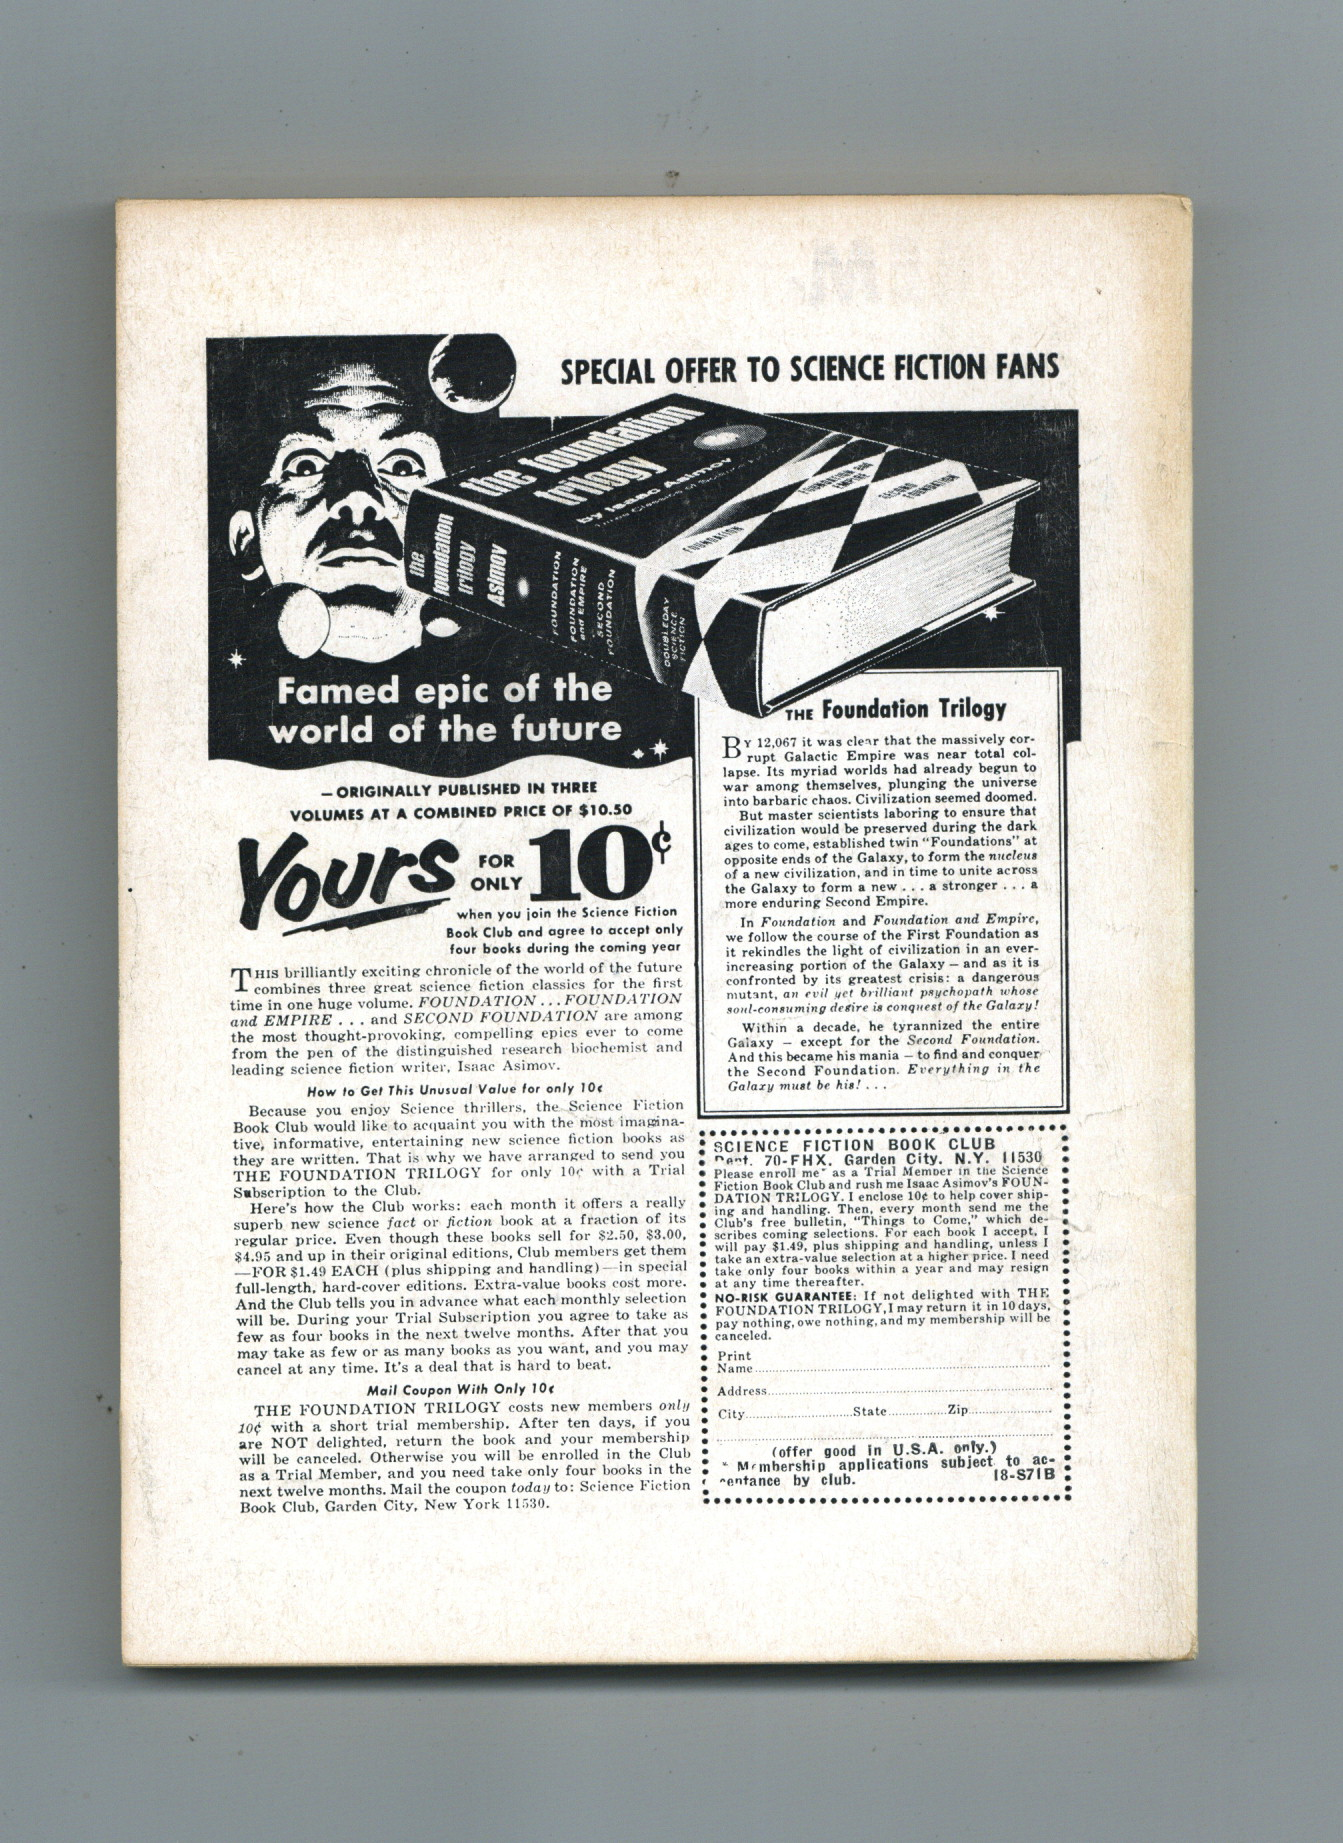 SPECIAL OFFER TO SCIENCE FICTION FANS
the foundation
trilogy
by Isaac Asimov
FOUNDATION
FOUNDATION AND
EMPIRE
SECOND
FOUNDATION
the
foundation
trilogy
Asimov
FOUNDATION
FOUNDATION
and EMPIRE
SECOND
FOUNDATION
DOUBLEDAY
SCIENCE
FICTION
Famed epic of the
world of the future
—ORIGINALLY PUBLISHED IN THREE
VOLUMES AT A COMBINED PRICE OF $10.50
Yours FOR ONLY 10¢
when you join the Science Fiction
Book Club and agree to accept only
four books during the coming year
THIS brilliantly exciting chronicle of the world of the future
combines three great science fiction classics for the first
time in one huge volume. FOUNDATION . . . FOUNDATION
and EMPIRE . . . and SECOND FOUNDATION are among
the most thought-provoking, compelling epics ever to come
from the pen of the distinguished research biochemist and
leading science fiction writer, Isaac Asimov.
How to Get This Unusual Value for only 10¢
Because you enjoy Science thrillers, the Science Fiction
Book Club would like to acquaint you with the most imagina-
tive, informative, entertaining new science fiction books as
they are written. That is why we have arranged to send you
THE FOUNDATION TRILOGY for only 10¢ with a Trial
Subscription to the Club.
Here's how the Club works: each month it offers a really
superb new science fact or fiction book at a fraction of its
regular price. Even though these books sell for $2.50, $3.00,
$4.95 and up in their original editions, Club members get them
—FOR $1.49 EACH (plus shipping and handling)—in special
full-length, hard-cover editions. Extra-value books cost more.
And the Club tells you in advance what each monthly selection
will be. During your Trial Subscription you agree to take as
few as four books in the next twelve months. After that you
may take as few or as many books as you want, and you may
cancel at any time. It's a deal that is hard to beat.
Mail Coupon With Only 10¢
THE FOUNDATION TRILOGY costs new members only
10¢ with a short trial membership. After ten days, if you
are NOT delighted, return the book and your membership
will be canceled. Otherwise you will be enrolled in the Club
as a Trial Member, and you need take only four books in the
next twelve months. Mail the coupon today to: Science Fiction
Book Club, Garden City, New York 11530.
THE Foundation Trilogy
BY 12,067 it was clear that the massively cor-
rupt Galactic Empire was near total col-
lapse. Its myriad worlds had already begun to
war among themselves, plunging the universe
into barbaric chaos. Civilization seemed doomed.
But master scientists laboring to ensure that
civilization would be preserved during the dark
ages to come, established twin "Foundations" at
opposite ends of the Galaxy, to form the nucleus
of a new civilization, and in time to unite across
the Galaxy to form a new . . . a stronger . . . a
more enduring Second Empire.
In Foundation and Foundation and Empire,
we follow the course of the First Foundation as
it rekindles the light of civilization in an ever-
increasing portion of the Galaxy — and as it is
confronted by its greatest crisis: a dangerous
mutant, an evil yet brilliant psychopath whose
soul-consuming desire is conquest of the Galaxy!
Within a decade, he tyrannized the entire
Galaxy — except for the Second Foundation.
And this became his mania — to find and conquer
the Second Foundation. Everything in the
Galaxy must be his! . . .
SCIENCE FICTION BOOK CLUB
Dept. 70-FHX, Garden City, N.Y. 11530
Please enroll me* as a Trial Member in the Science
Fiction Book Club and rush me Isaac Asimov's FOUN-
DATION TRILOGY. I enclose 10¢ to help cover ship-
ing and handling. Then, every month send me the
Club's free bulletin, "Things to Come," which de-
scribes coming selections. For each book I accept, I
will pay $1.49, plus shipping and handling, unless I
take an extra-value selection at a higher price. I need
take only four books within a year and may resign
at any time thereafter.
NO-RISK GUARANTEE: If not delighted with THE
FOUNDATION TRILOGY, I may return it in 10 days,
pay nothing, owe nothing, and my membership will be
canceled.
Print
Name
Address
City State Zip
(offer good in U.S.A. only.)
* Membership applications subject to ac-
ceptance by club. 18-S71B